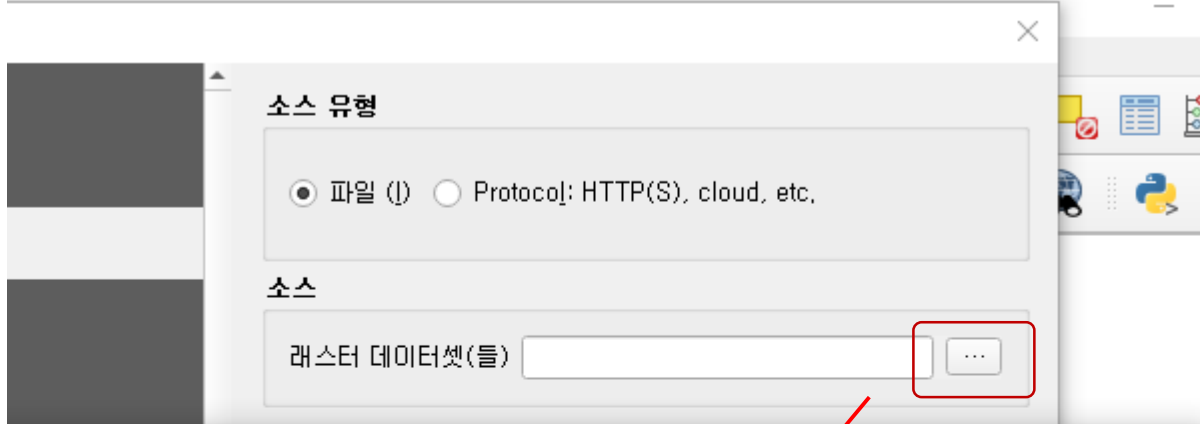 소스 유형
파일 (I) Protocol: HTTP(S), cloud, etc.
소스
래스터 데이터셋(들) ...